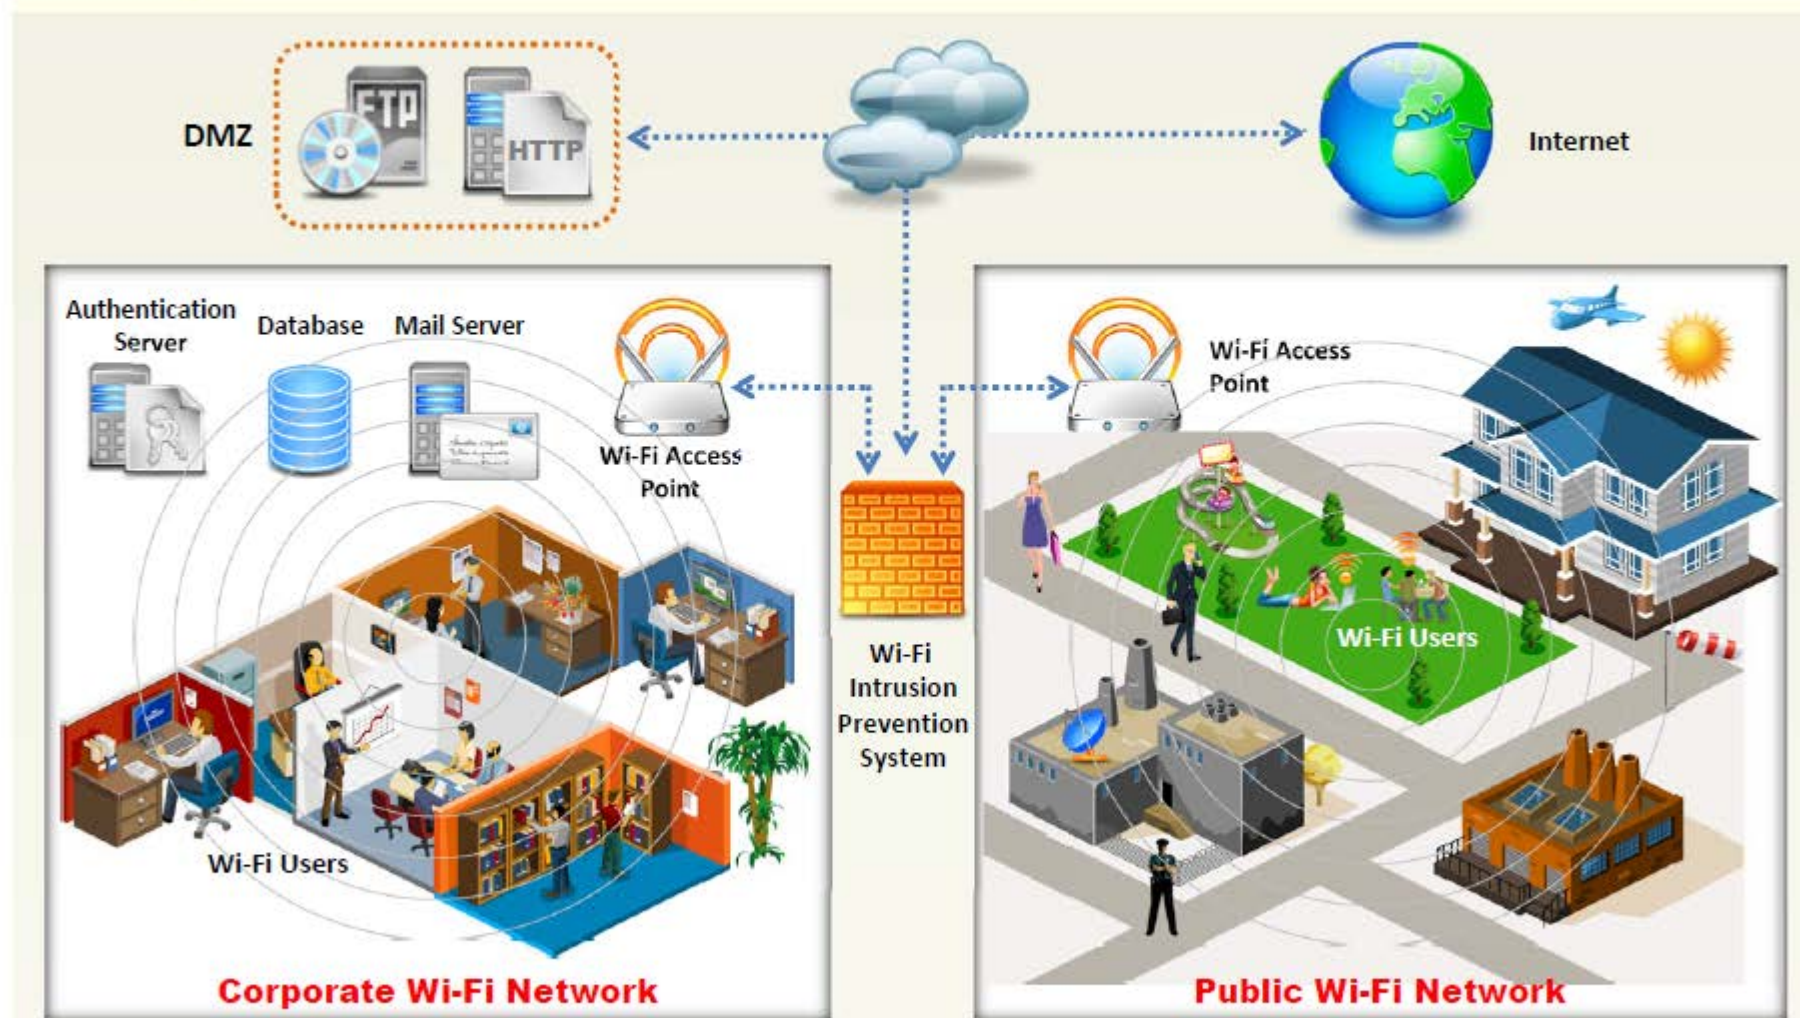 DMZ
FTP
HTTP
Internet
Authentication
Server
Database
Mail Server
Wi-Fi Access
Point
Wi-Fi Users
Corporate Wi-Fi Network
Wi-Fi
Intrusion
Prevention
System
Wi-Fi Access
Point
Wi-Fi Users
Public Wi-Fi Network